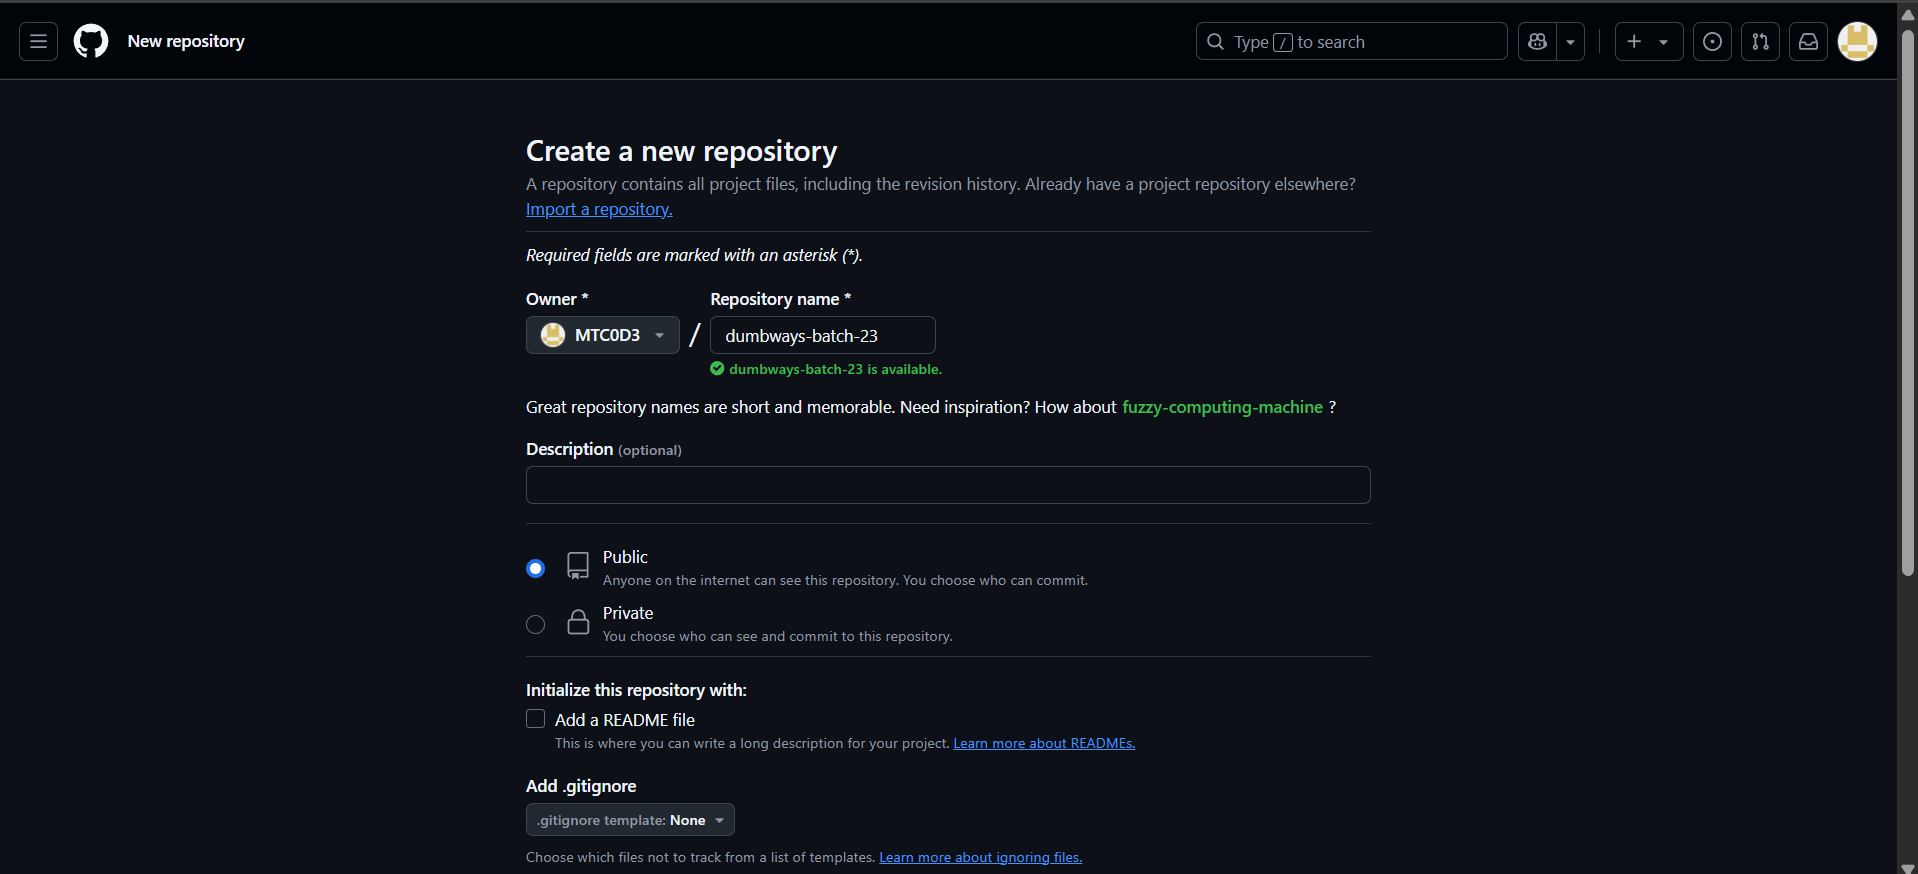 New repository
Type / to search
Create a new repository
A repository contains all project files, including the revision history. Already have a project repository elsewhere?
Import a repository.
Required fields are marked with an asterisk (*).
Owner *
Repository name *
MTC0D3
/
dumbways-batch-23
dumbways-batch-23 is available.
Great repository names are short and memorable. Need inspiration? How about fuzzy-computing-machine ?
Description (optional)
Public
Anyone on the internet can see this repository. You choose who can commit.
Private
You choose who can see and commit to this repository.
Initialize this repository with:
Add a README file
This is where you can write a long description for your project. Learn more about READMEs.
Add .gitignore
.gitignore template: None
Choose which files not to track from a list of templates. Learn more about ignoring files.